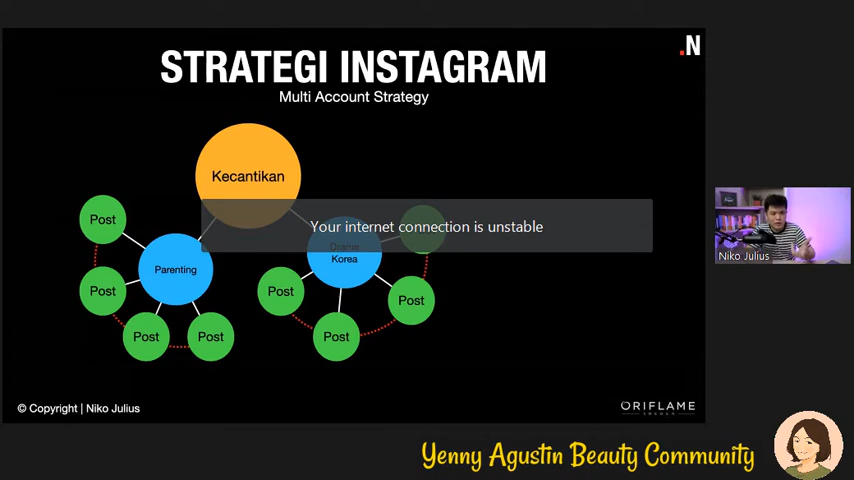 STRATEGI INSTAGRAM
.N
Multi Account Strategy
Kecantikan
Post
Your internet connection is unstable
Drama
Korea
Parenting
Post
Post
Post
Post
Post
Post
Niko Julius
© Copyright | Niko Julius
ORIFLAME
SWEDEN
Yenny Agustin Beauty Community